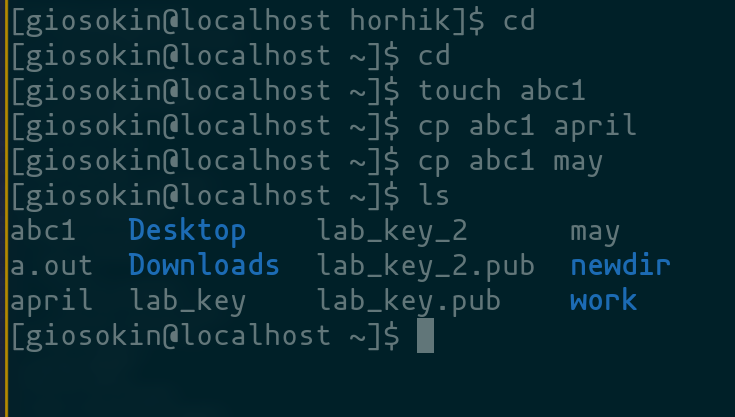 [giosokin@localhost horhik]$ cd
[giosokin@localhost ~]$ cd
[giosokin@localhost ~]$ touch abc1
[giosokin@localhost ~]$ cp abc1 april
[giosokin@localhost ~]$ cp abc1 may
[giosokin@localhost ~]$ ls
abc1   Desktop    lab_key_2      may
a.out  Downloads  lab_key_2.pub  newdir
april  lab_key    lab_key.pub    work
[giosokin@localhost ~]$